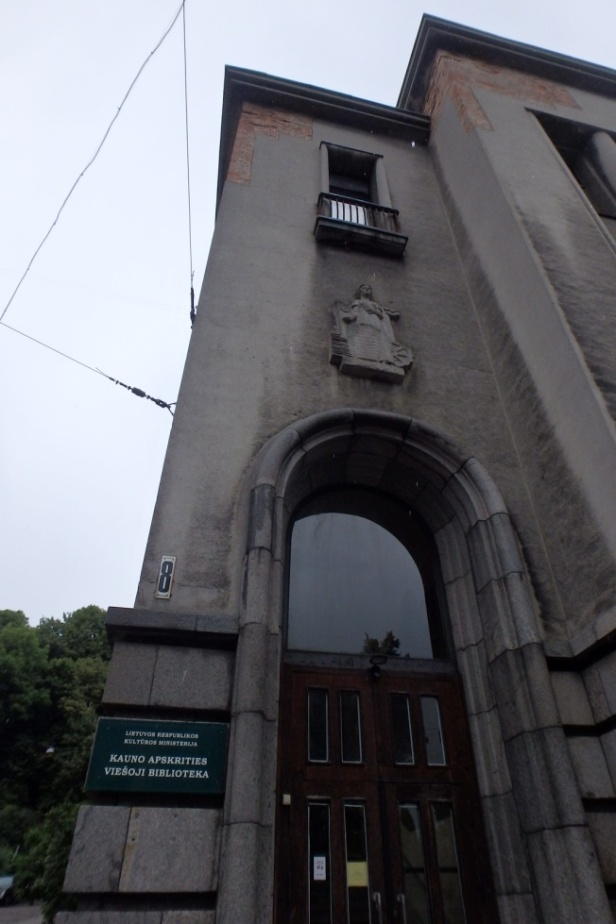 8
LIETUVOS RESPUBLIKOS
KULTŪROS MINISTERIJA
KAUNO APSKRITIES
VIEŠOJI BIBLIOTEKA